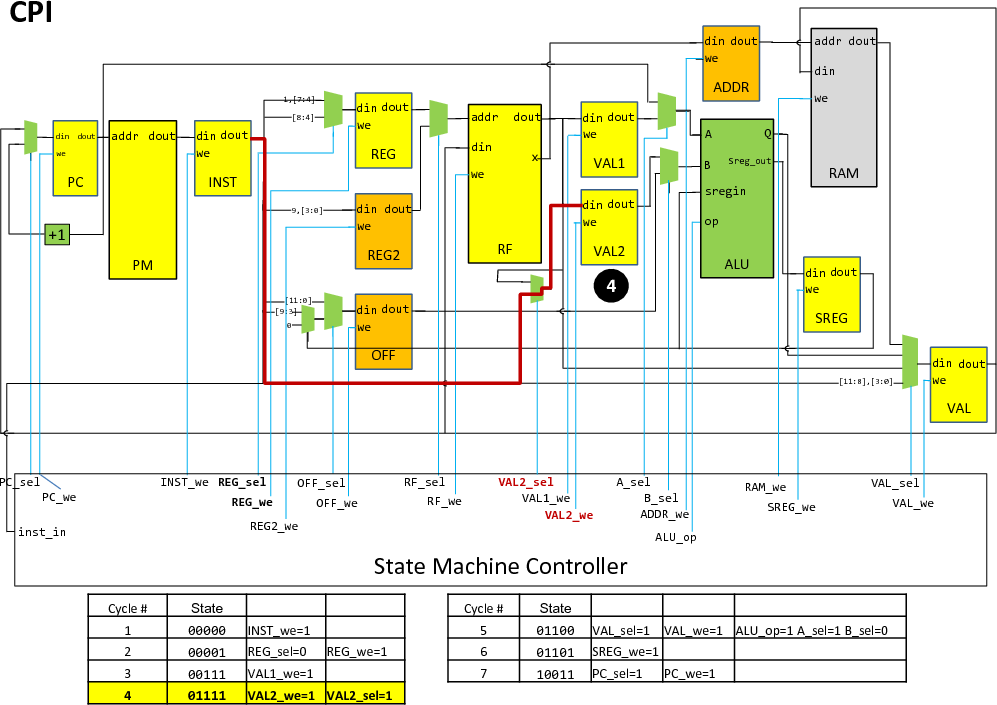 CPI
din dout
we
PC
+1
addr dout
PM
din dout
we
INST
1,[7:4]
[8:4]
din dout
we
REG
9,[3:0]
din dout
we
REG2
[11:0]
0
din dout
we
OFF
addr dout
din
x
we
RF
din dout
we
VAL1
din dout
we
VAL2
4
din dout
we
ADDR
A
Q
B
Sreg_out
sregin
op
ALU
addr dout
din
we
RAM
din dout
we
SREG
[11:8],[3:0]
din dout
we
VAL
PC_sel
PC_we
INST_we
REG_sel
REG_we
REG2_we
OFF_sel
OFF_we
RF_sel
RF_we
VAL2_sel
VAL1_we
VAL2_we
A_sel
B_sel
ADDR_we
ALU_op
RAM_we
SREG_we
VAL_sel
VAL_we
inst_in
State Machine Controller
Cycle # State
1 00000 INST_we=1
2 00001 REG_sel=0 REG_we=1
3 00111 VAL1_we=1
4 01111 VAL2_we=1 VAL2_sel=1
Cycle # State
5 01100 VAL_sel=1 VAL_we=1 ALU_op=1 A_sel=1 B_sel=0
6 01101 SREG_we=1
7 10011 PC_sel=1 PC_we=1